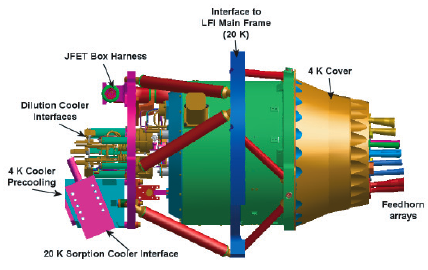 Interface to
LFI Main Frame
(20 K)
JFET Box Harness
4 K Cover
Dilution Cooler
Interfaces
4 K Cooler
Precooling
Feedhorn
arrays
20 K Sorption Cooler Interface